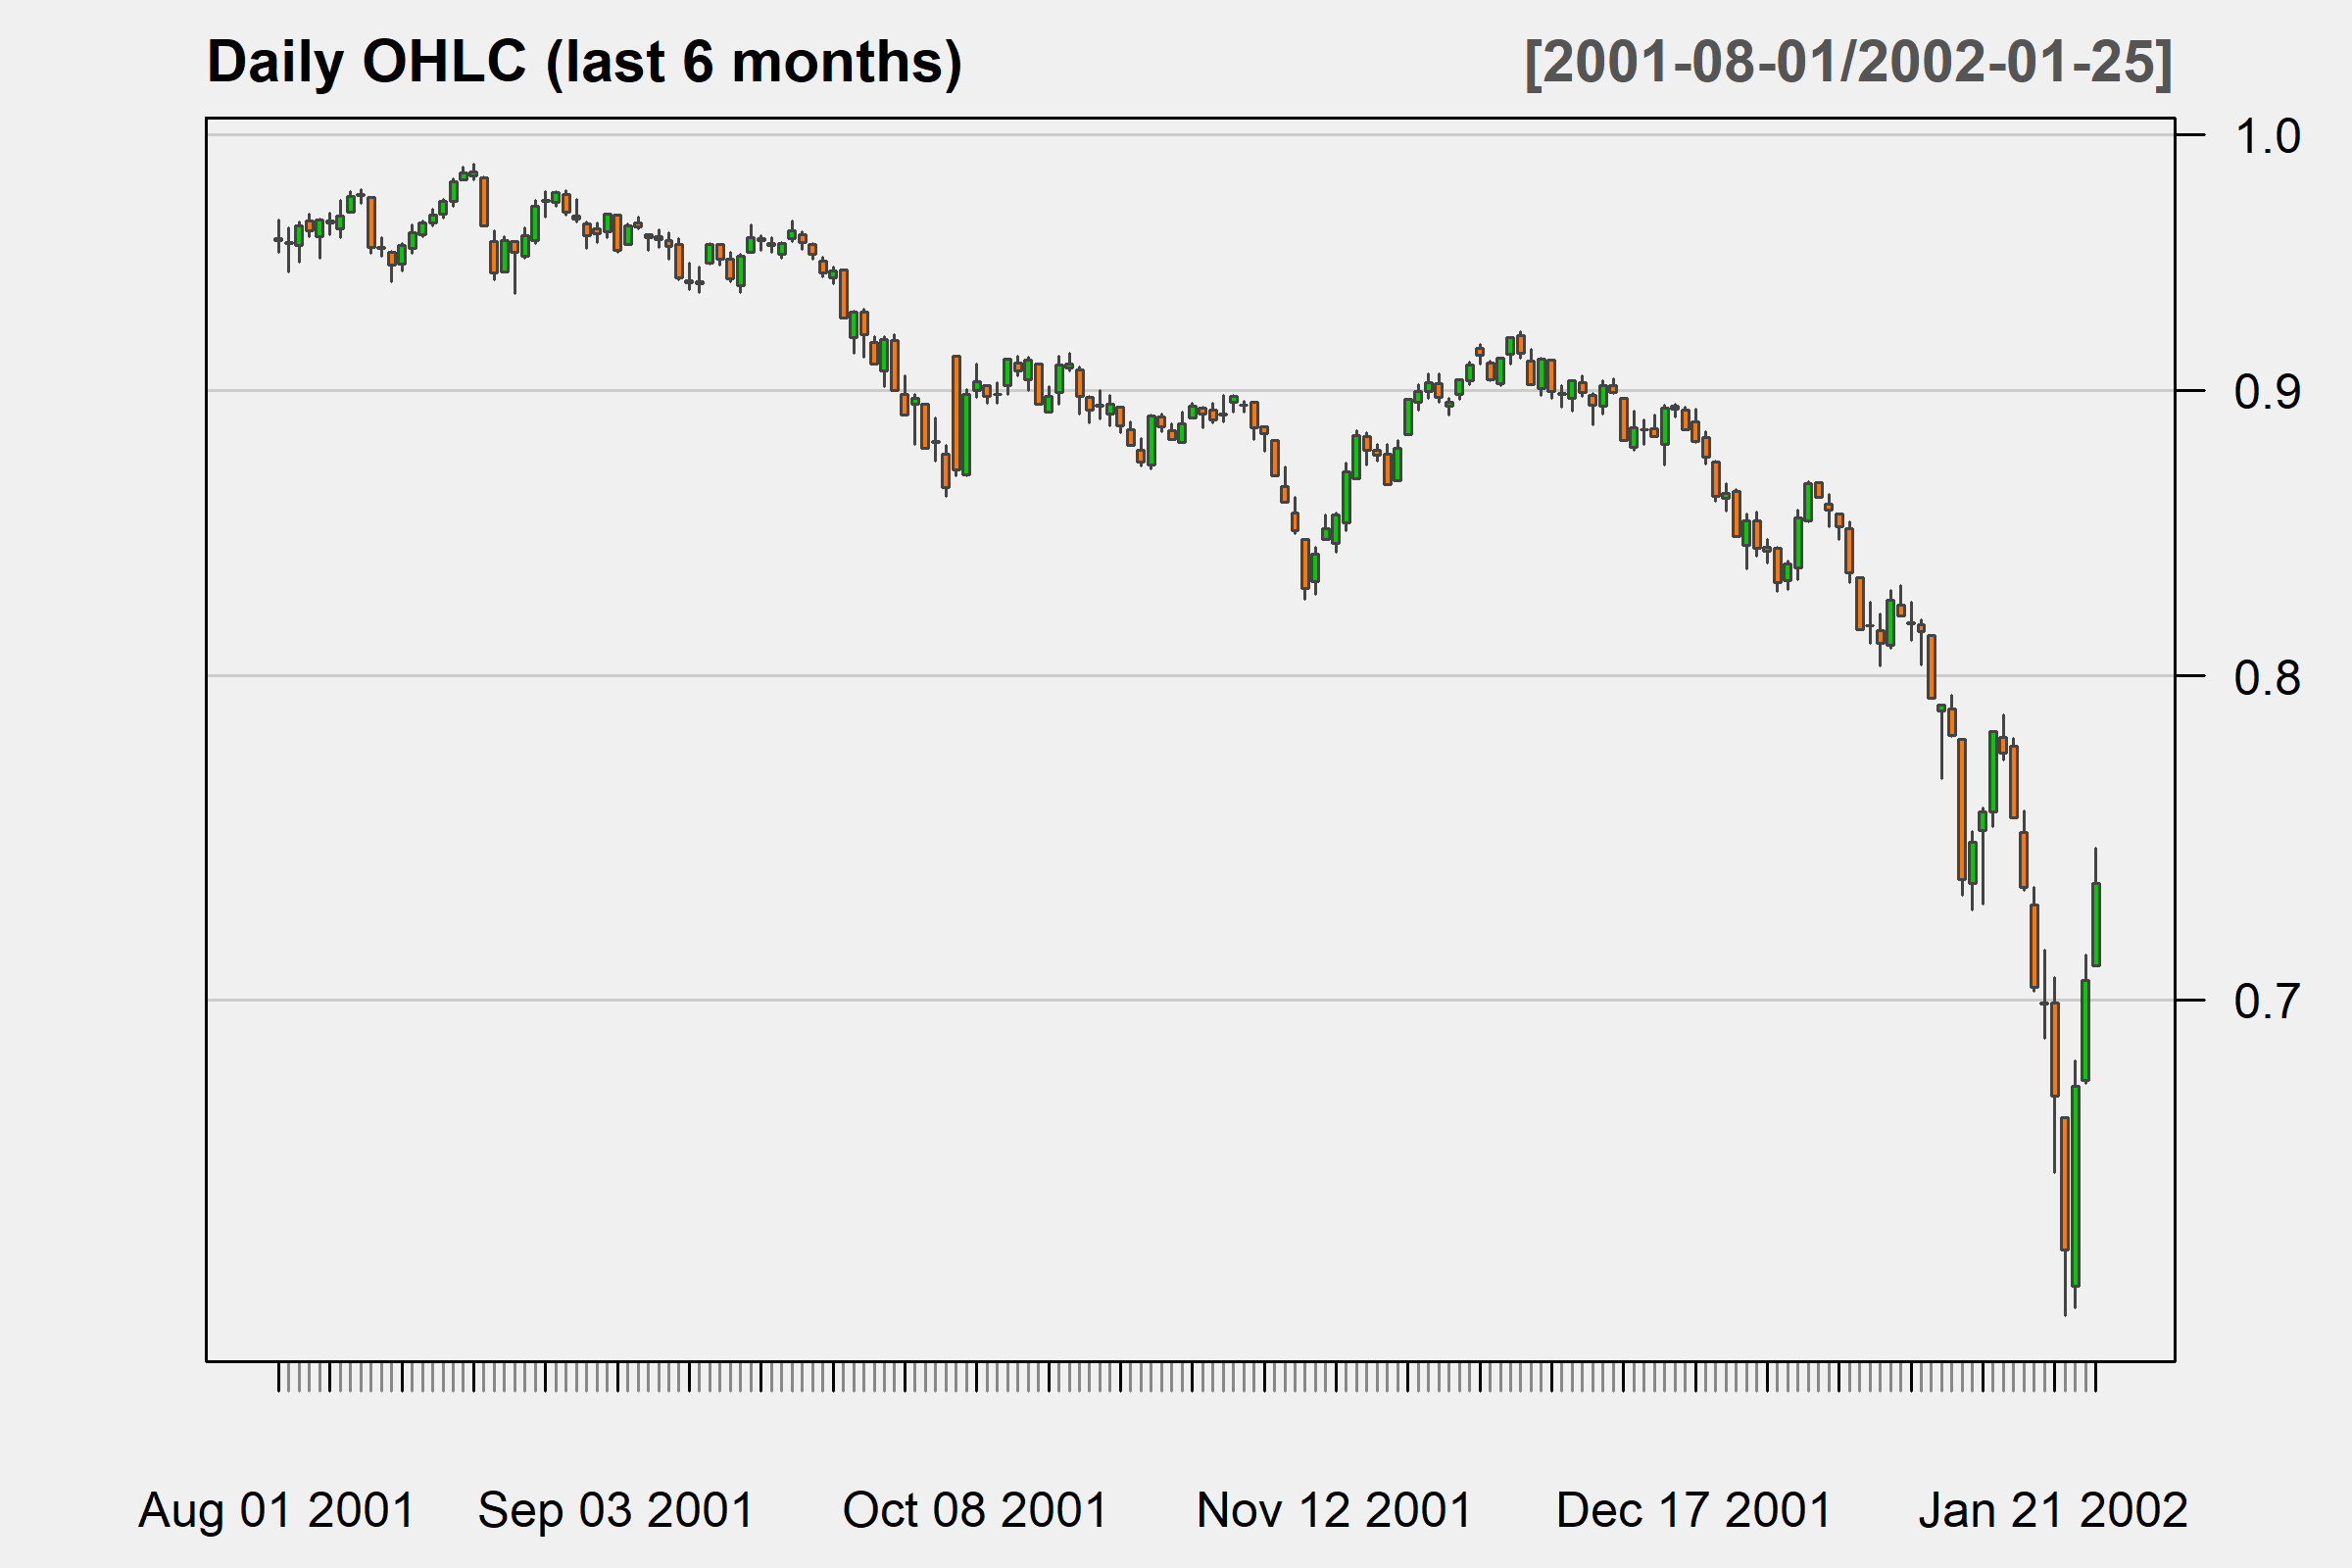 Daily OHLC (last 6 months) [2001-08-01/2002-01-25]
1.0
0.9
0.8
0.7
Aug 01 2001 Sep 03 2001 Oct 08 2001 Nov 12 2001 Dec 17 2001 Jan 21 2002